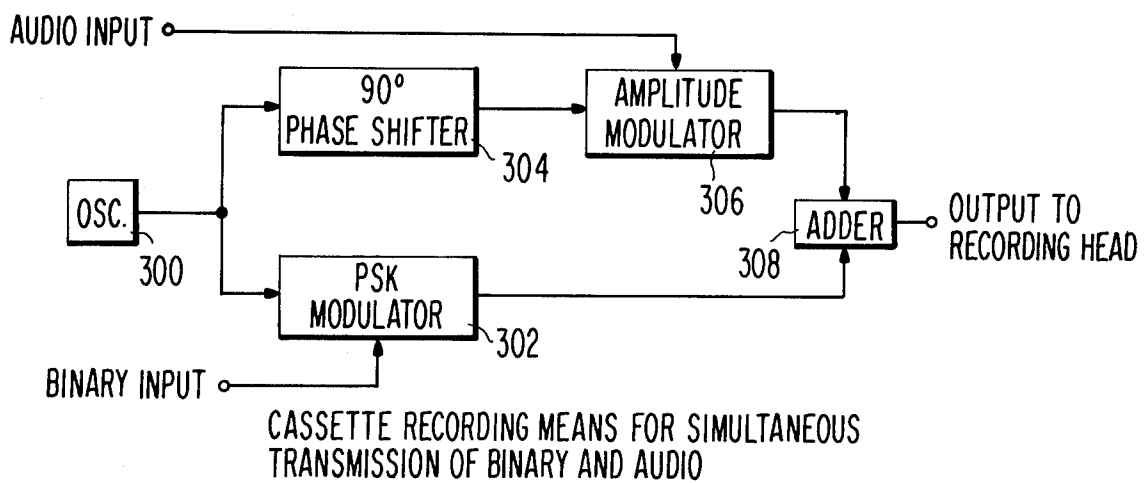 AUDIO INPUT
90°
PHASE SHIFTER
304
AMPLITUDE
MODULATOR
306
OSC.
300
ADDER
308
OUTPUT TO
RECORDING HEAD
PSK
MODULATOR
302
BINARY INPUT
CASSETTE RECORDING MEANS FOR SIMULTANEOUS
TRANSMISSION OF BINARY AND AUDIO